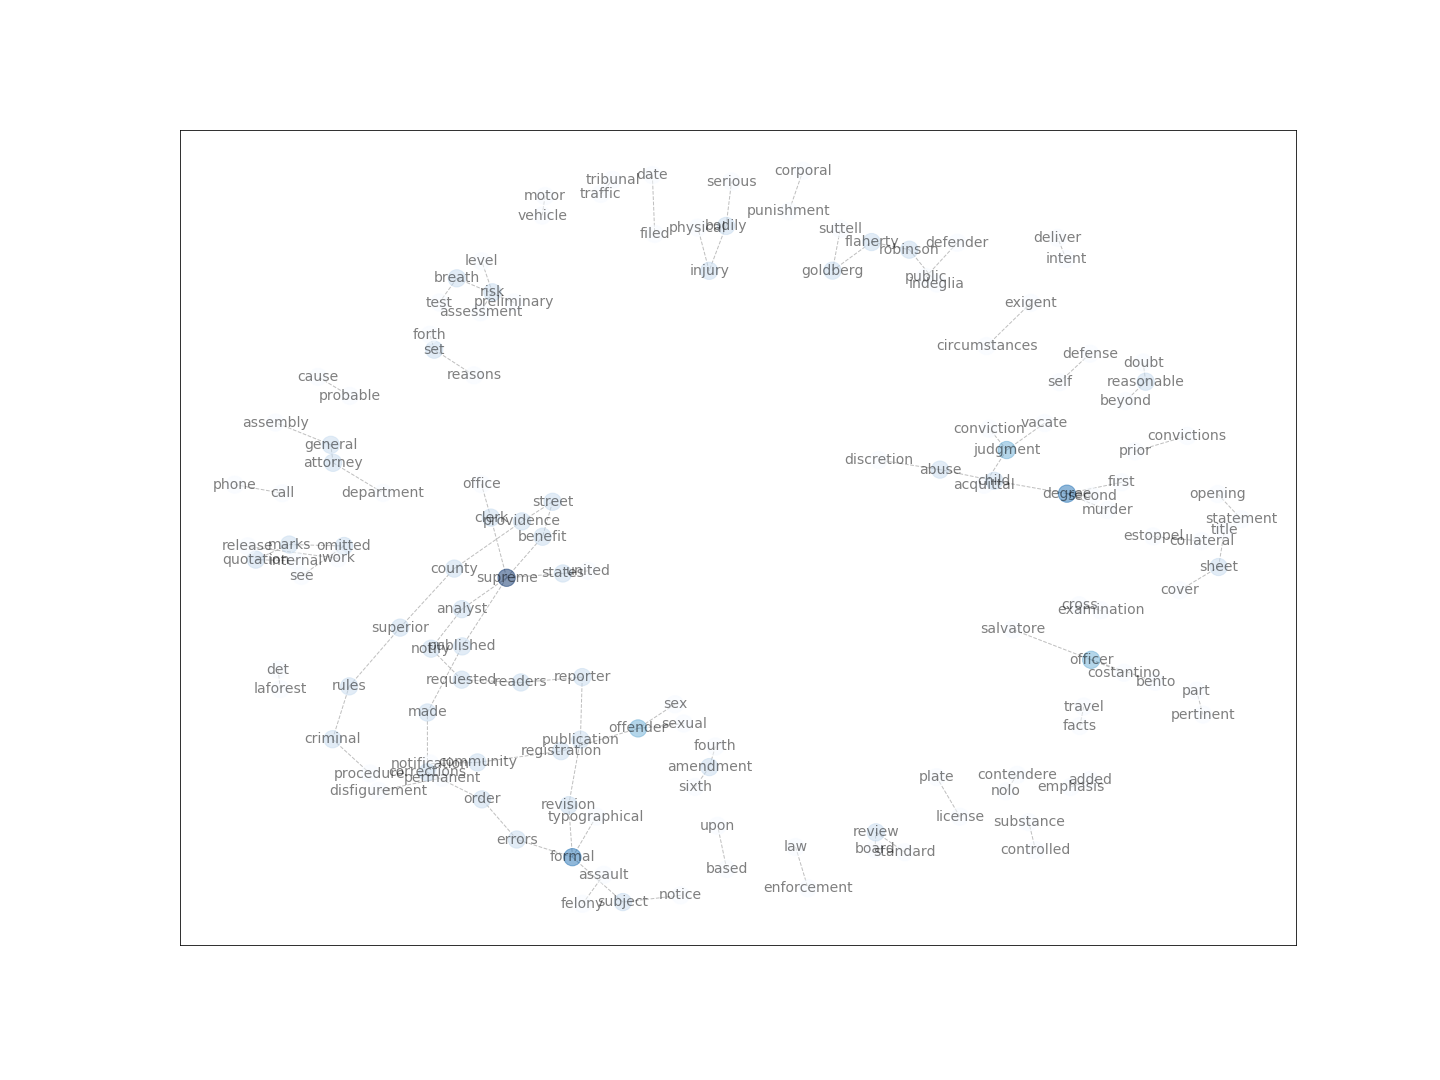 corporal
date
tribunal
serious
traffic
motor
punishment
vehicle
physical
bodily
suttell
filed
flaherty
defender
robinson
deliver
intent
level
injury
goldberg
breath
public
indeglia
risk
test
preliminary
exigent
assessment
forth
set
circumstances
defense
doubt
reasons
cause
self
reasonable
probable
beyond
assembly
vacate
conviction
convictions
general
judgment
prior
attorney
discretion
abuse
child
first
acquittal
office
phone
call
department
degree
second
opening
street
murder
clerk
providence
statement
title
benefit
estoppel
collateral
release
marks
omitted
quotation
internal
work
see
county
supreme
states
united
sheet
cover
analyst
cross
examination
superior
salvatore
notify
published
officer
det
costantino
laforest
rules
requested
readers
reporter
bento
part
made
sex
travel
pertinent
offender
sexual
facts
criminal
publication
registration
fourth
notification
community
amendment
procedure
corrections
permanent
sixth
disfigurement
order
plate
contendere
nolo
added
emphasis
revision
typographical
license
substance
upon
errors
review
board
standard
law
controlled
formal
based
assault
enforcement
felony
subject
notice